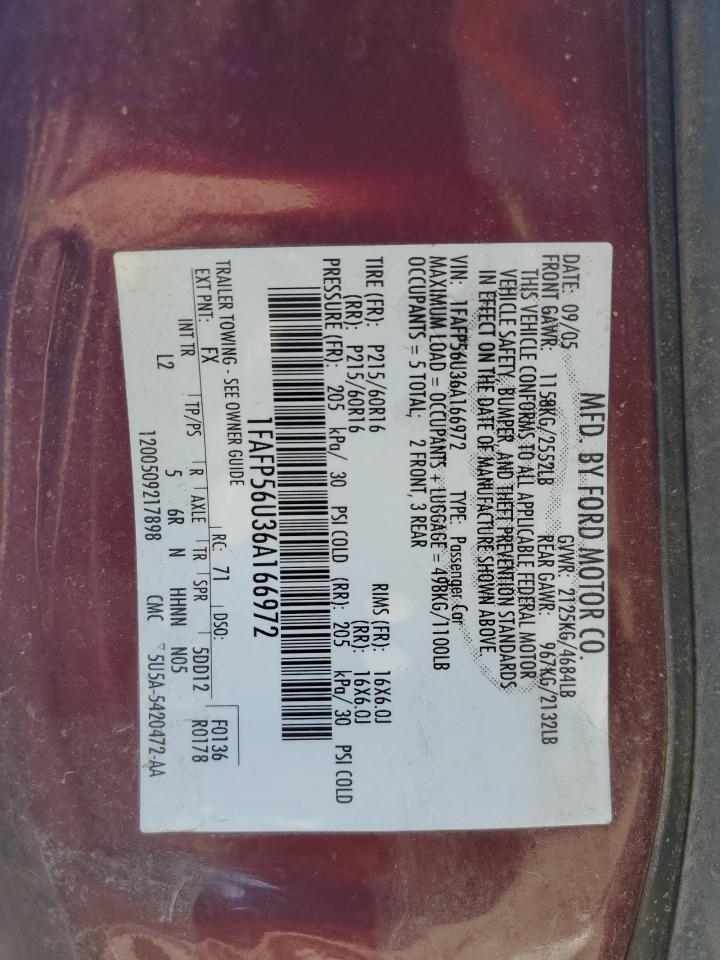 MFD. BY FORD MOTOR CO.
DATE: 09/05 GVWR: 2125KG/4684LB
FRONT GAWR: 1158KG/2552LB REAR GAWR: 967KG/2132LB
THIS VEHICLE CONFORMS TO ALL APPLICABLE FEDERAL MOTOR
VEHICLE SAFETY, BUMPER, AND THEFT PREVENTION STANDARDS
IN EFFECT ON THE DATE OF MANUFACTURE SHOWN ABOVE.
VIN: 1FAFP56U36A166972 TYPE: Passenger Car
MAXIMUM LOAD = OCCUPANTS + LUGGAGE = 498KG/1100LB
OCCUPANTS = 5 TOTAL, 2 FRONT, 3 REAR
TIRE (FR): P215/60R16 RIMS (FR): 16X6.0J
(RR): P215/60R16 (RR): 16X6.0J
PRESSURE (FR): 205 kPa/ 30 PSI COLD (RR): 205 kPa/ 30 PSI COLD
1FAFP56U36A166972
TRAILER TOWING - SEE OWNER GUIDE
EXT PNT: FX RC: 71 DSO: F0136
INT TR TP/PS R AXLE TR SPR 5DD12 R0178
L2 5 6R N HHNN N05
1200509217898 CMC 5U5A-5420472-AA